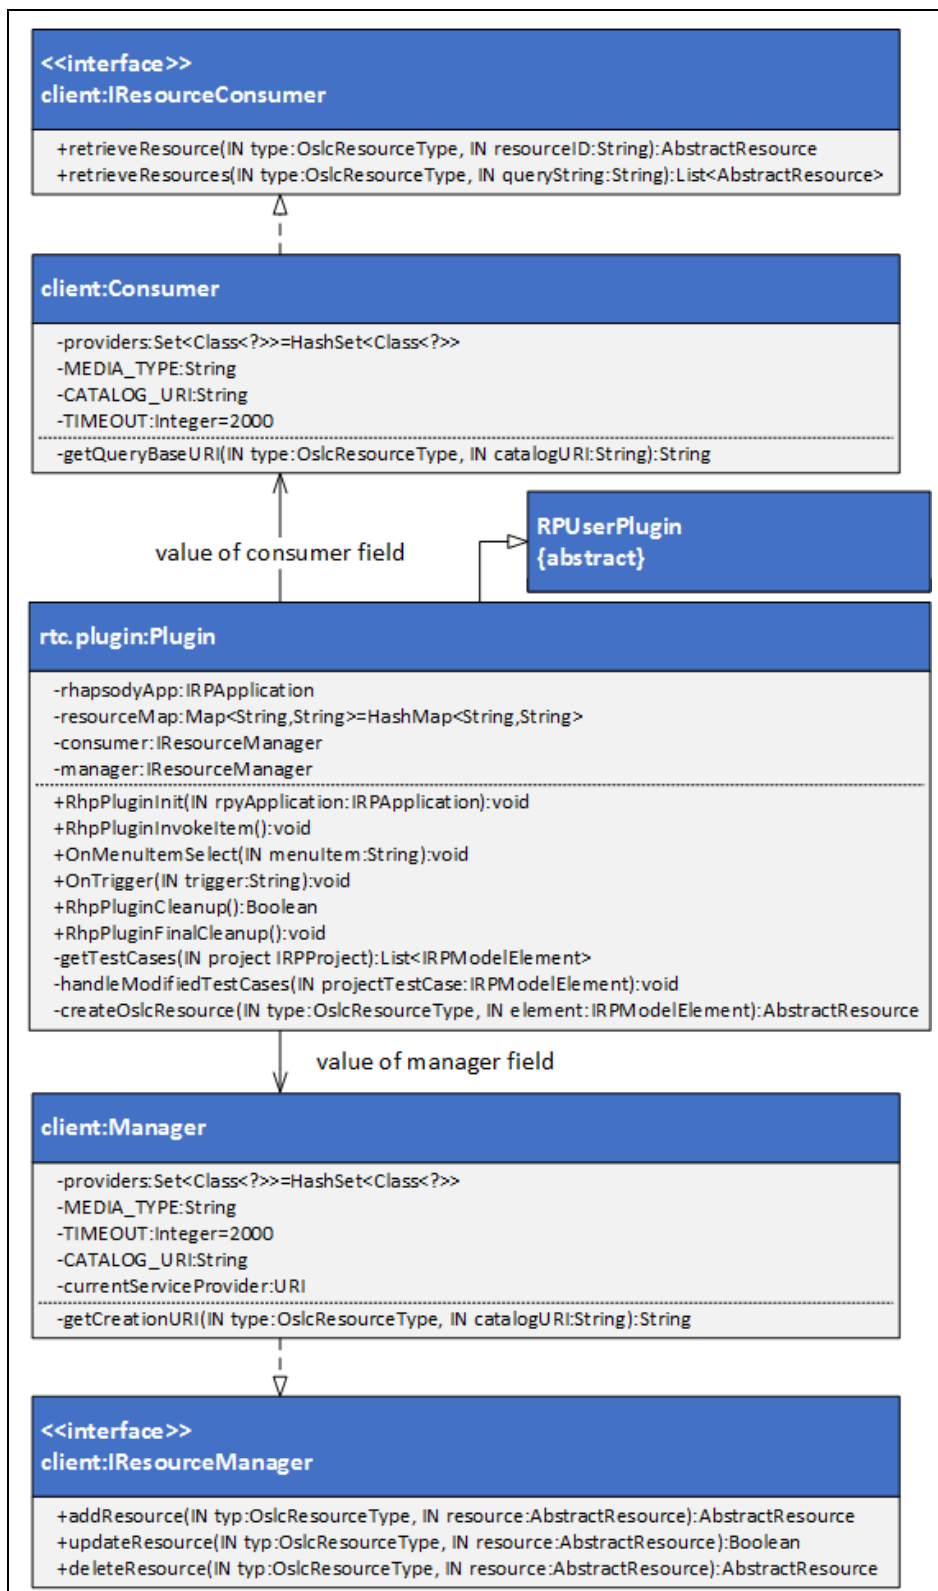 <<interface>>
client:IResourceConsumer
+retrieveResource(IN type:OslcResourceType, IN resourceID:String):AbstractResource
+retrieveResources(IN type:OslcResourceType, IN queryString:String):List<AbstractResource>
client:Consumer
-providers:Set<Class<?>>=HashSet<Class<?>>
-MEDIA_TYPE:String
-CATALOG_URI:String
-TIMEOUT:Integer=2000
-getQueryBaseURI(IN type:OslcResourceType, IN catalogURI:String):String
value of consumer field
RPUserPlugin
{abstract}
rtc.plugin:Plugin
-rhapsodyApp:IRPApplication
-resourceMap:Map<String,String>=HashMap<String,String>
-consumer:IResourceManager
-manager:IResourceManager
+RhpPluginInit(IN rpyApplication:IRPApplication):void
+RhpPluginInvokeItem():void
+OnMenuItemSelect(IN menuItem:String):void
+OnTrigger(IN trigger:String):void
+RhpPluginCleanup():Boolean
+RhpPluginFinalCleanup():void
-getTestCases(IN project IRPProject):List<IRPModelElement>
-handleModifiedTestCases(IN projectTestCase:IRPModelElement):void
-createOslcResource(IN type:OslcResourceType, IN element:IRPModelElement):AbstractResource
value of manager field
client:Manager
-providers:Set<Class<?>>=HashSet<Class<?>>
-MEDIA_TYPE:String
-TIMEOUT:Integer=2000
-CATALOG_URI:String
-currentServiceProvider:URI
-getCreationURI(IN type:OslcResourceType, IN catalogURI:String):String
<<interface>>
client:IResourceManager
+addResource(IN typ:OslcResourceType, IN resource:AbstractResource):AbstractResource
+updateResource(IN typ:OslcResourceType, IN resource:AbstractResource):Boolean
+deleteResource(IN typ:OslcResourceType, IN resource:AbstractResource):AbstractResource